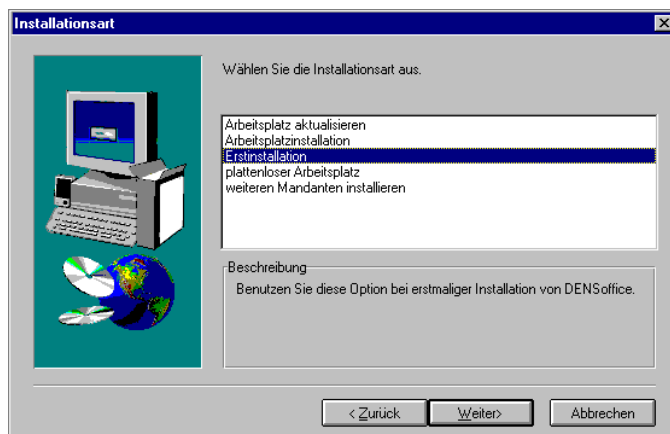 Installationsart
Wählen Sie die Installationsart aus.
Arbeitsplatz aktualisieren
Arbeitsplatzinstallation
Erstinstallation
plattenloser Arbeitsplatz
weiteren Mandanten installieren
Beschreibung
Benutzen Sie diese Option bei erstmaliger Installation von DENSoffice.
< Zurück Weiter> Abbrechen